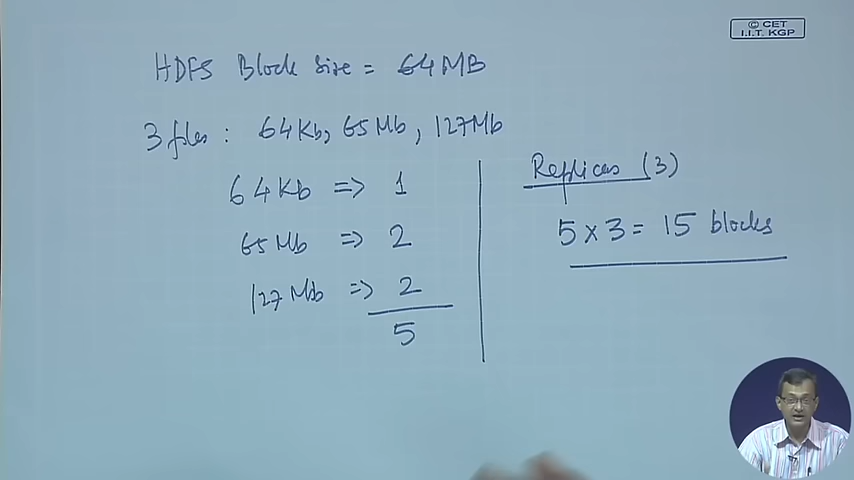 © CET
I.I.T. KGP
HDFS Block Size = 64MB
3 files : 64Kb, 65Mb, 127Mb
64Kb => 1
65Mb => 2
127Mb => 2
5
Replicas (3)
5 x 3 = 15 blocks